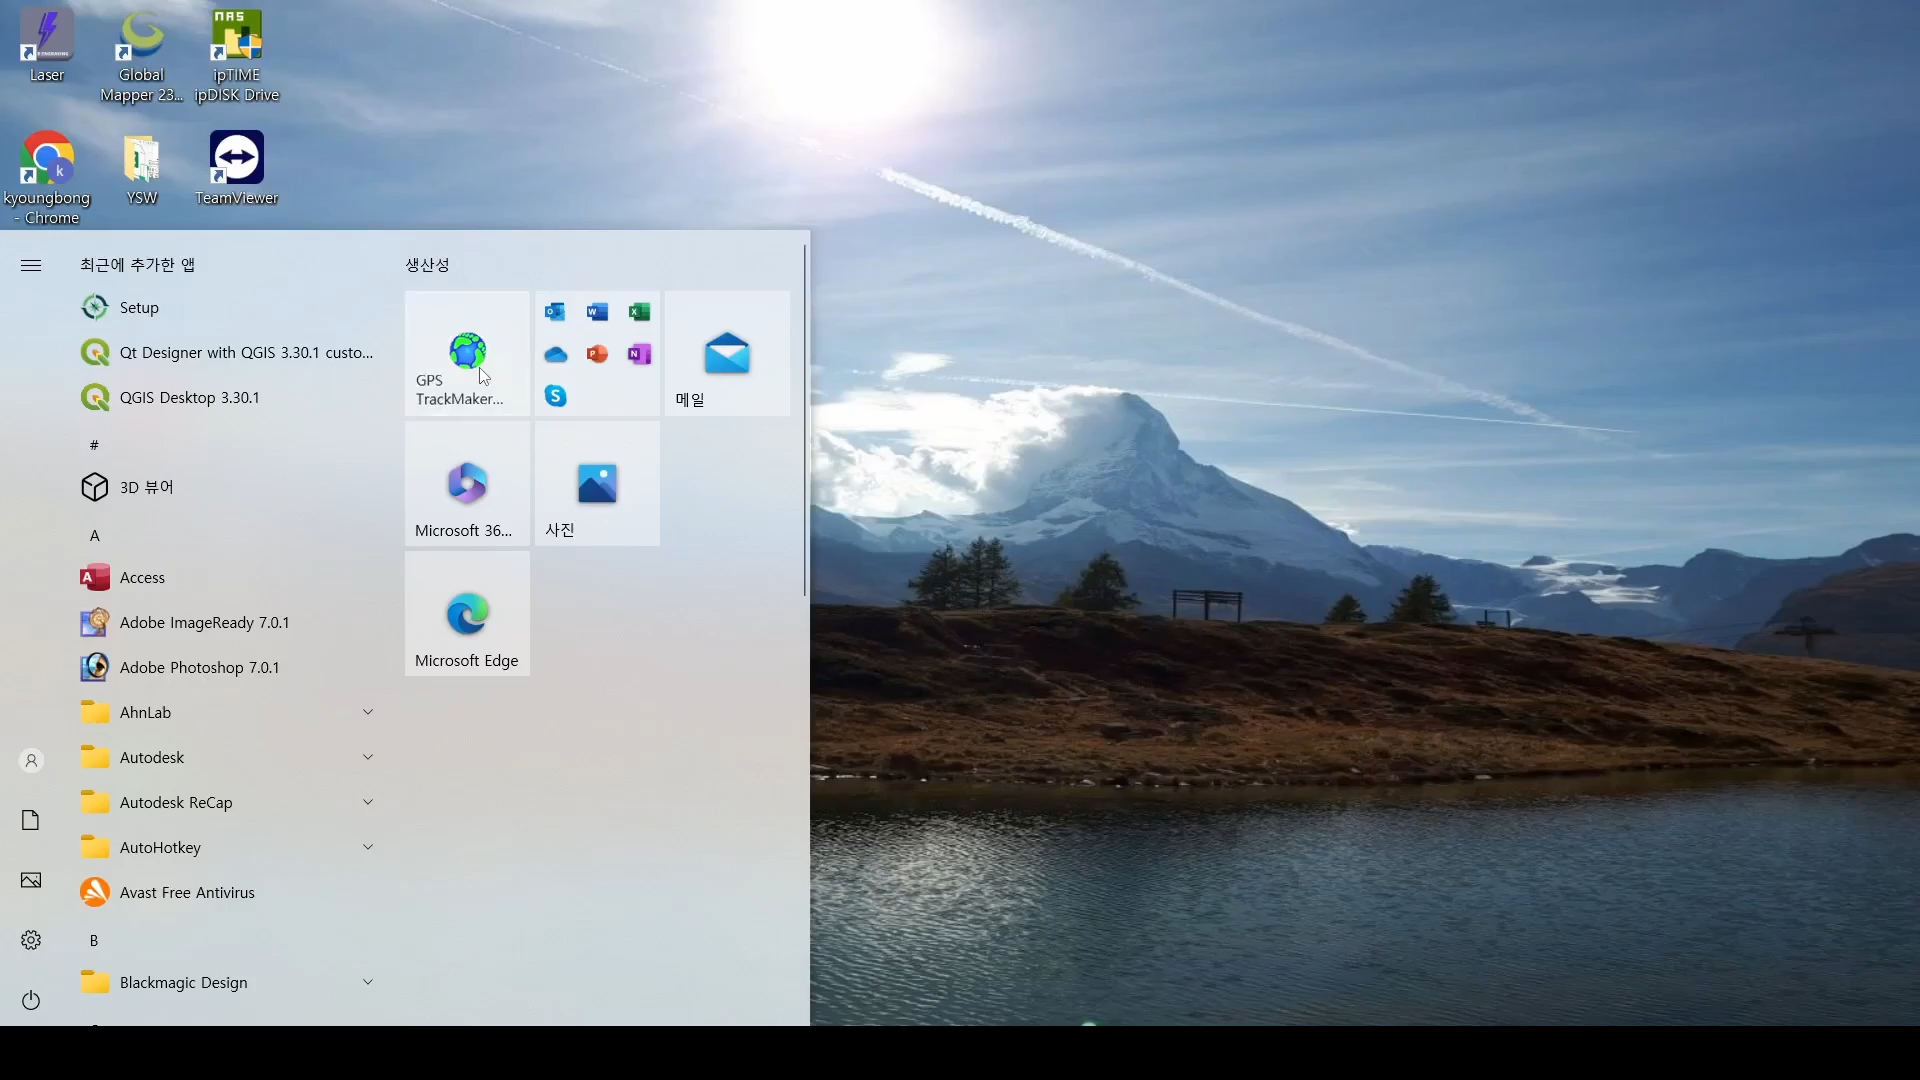 NAS
Laser
Global
Mapper 23...
ipTIME
ipDISK Drive
k
kyoungbong
- Chrome
YSW
TeamViewer
최근에 추가한 앱
생산성
Setup
Qt Designer with QGIS 3.30.1 custo...
QGIS Desktop 3.30.1
#
3D 뷰어
A
Access
Adobe ImageReady 7.0.1
Adobe Photoshop 7.0.1
AhnLab
Autodesk
Autodesk ReCap
AutoHotkey
Avast Free Antivirus
B
Blackmagic Design
GPS
TrackMaker...
메일
Microsoft 36...
사진
Microsoft Edge